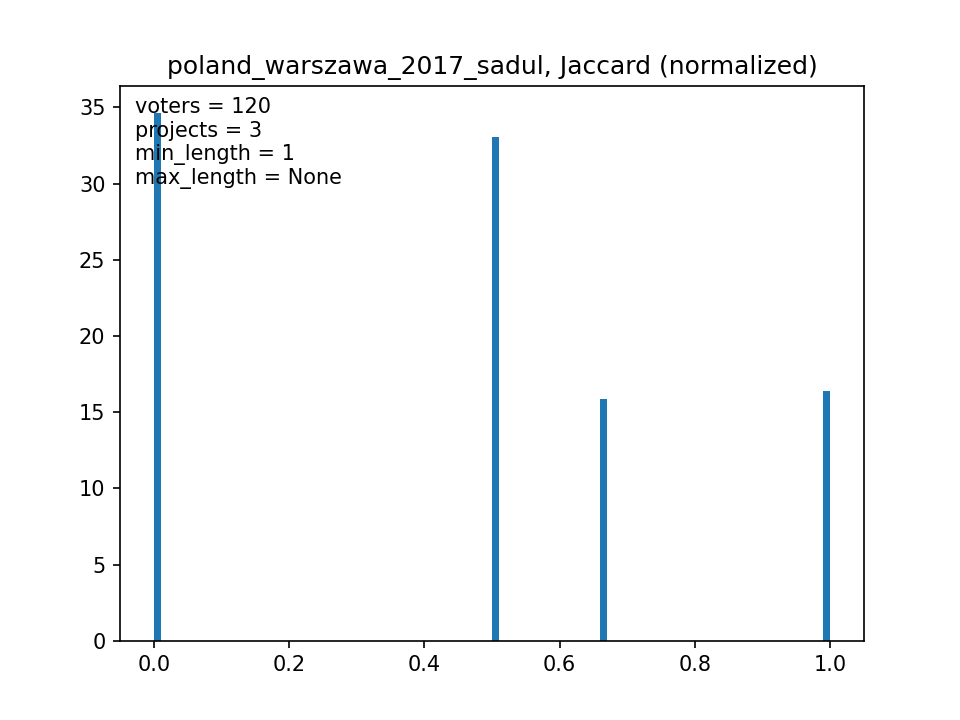 poland_warszawa_2017_sadul, Jaccard (normalized)
voters = 120
projects = 3
min_length = 1
max_length = None
35
30
25
20
15
10
5
0
0.0 0.2 0.4 0.6 0.8 1.0